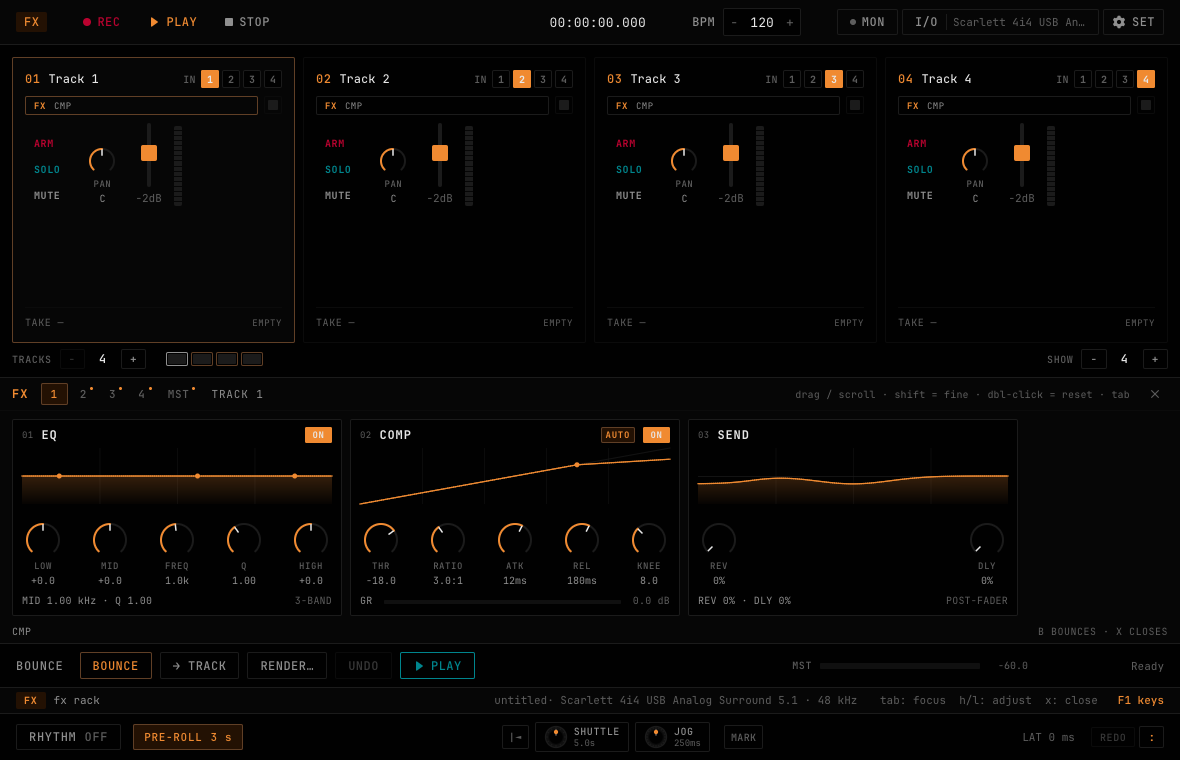 FX REC PLAY STOP 00:00:00.000 BPM - 120 + MON I/O Scarlett 4i4 USB An… SET
01 Track 1 IN 1 2 3 4
02 Track 2 IN 1 2 3 4
03 Track 3 IN 1 2 3 4
04 Track 4 IN 1 2 3 4
FX CMP
FX CMP
FX CMP
FX CMP
ARM SOLO MUTE PAN C -2dB
ARM SOLO MUTE PAN C -2dB
ARM SOLO MUTE PAN C -2dB
ARM SOLO MUTE PAN C -2dB
TAKE — EMPTY
TAKE — EMPTY
TAKE — EMPTY
TAKE — EMPTY
TRACKS - 4 + SHOW - 4 +
FX 1 2 3 4 MST TRACK 1 drag / scroll · shift = fine · dbl-click = reset · tab
01 EQ ON
LOW MID FREQ Q HIGH
+0.0 +0.0 1.0k 1.00 +0.0
MID 1.00 kHz · Q 1.00 3-BAND
02 COMP AUTO ON
THR RATIO ATK REL KNEE
-18.0 3.0:1 12ms 180ms 8.0
GR 0.0 dB
03 SEND
REV DLY
0% 0%
REV 0% · DLY 0% POST-FADER
CMP B BOUNCES · X CLOSES
BOUNCE BOUNCE → TRACK RENDER… UNDO PLAY MST -60.0 Ready
FX fx rack untitled· Scarlett 4i4 USB Analog Surround 5.1 · 48 kHz tab: focus h/l: adjust x: close F1 keys
RHYTHM OFF PRE-ROLL 3 s SHUTTLE 5.0s JOG 250ms MARK LAT 0 ms REDO :